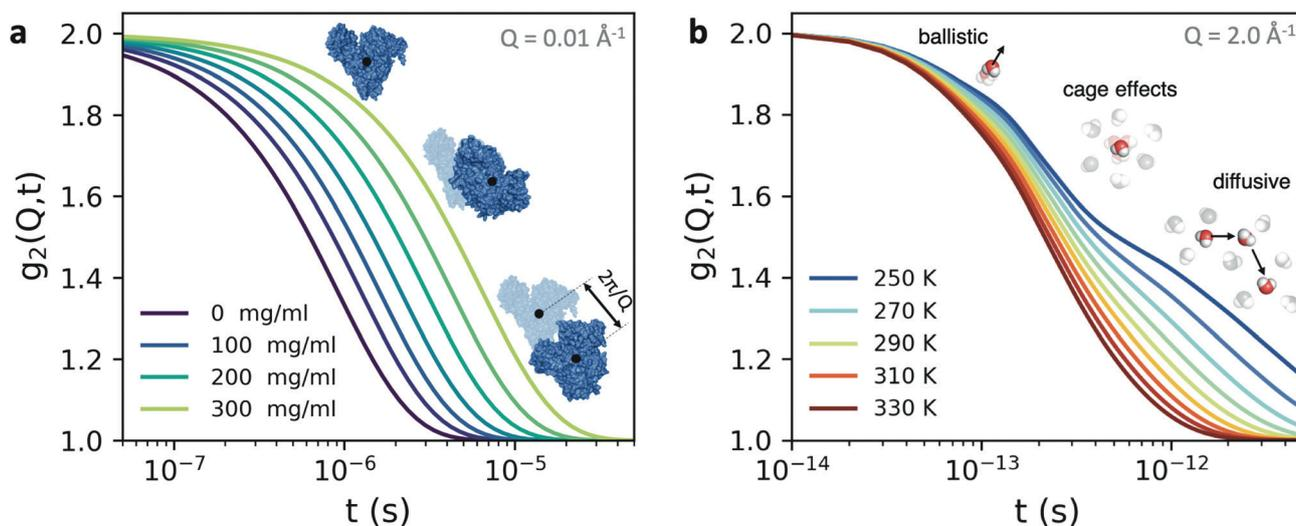 a
Q = 0.01 Å-1
g2(Q,t)
2.0
1.8
1.6
1.4
1.2
1.0
0 mg/ml
100 mg/ml
200 mg/ml
300 mg/ml
2π/Q
10−7
10−6
10−5
t (s)
b
Q = 2.0 Å-1
ballistic
cage effects
diffusive
g2(Q,t)
2.0
1.8
1.6
1.4
1.2
1.0
250 K
270 K
290 K
310 K
330 K
10−14
10−13
10−12
t (s)